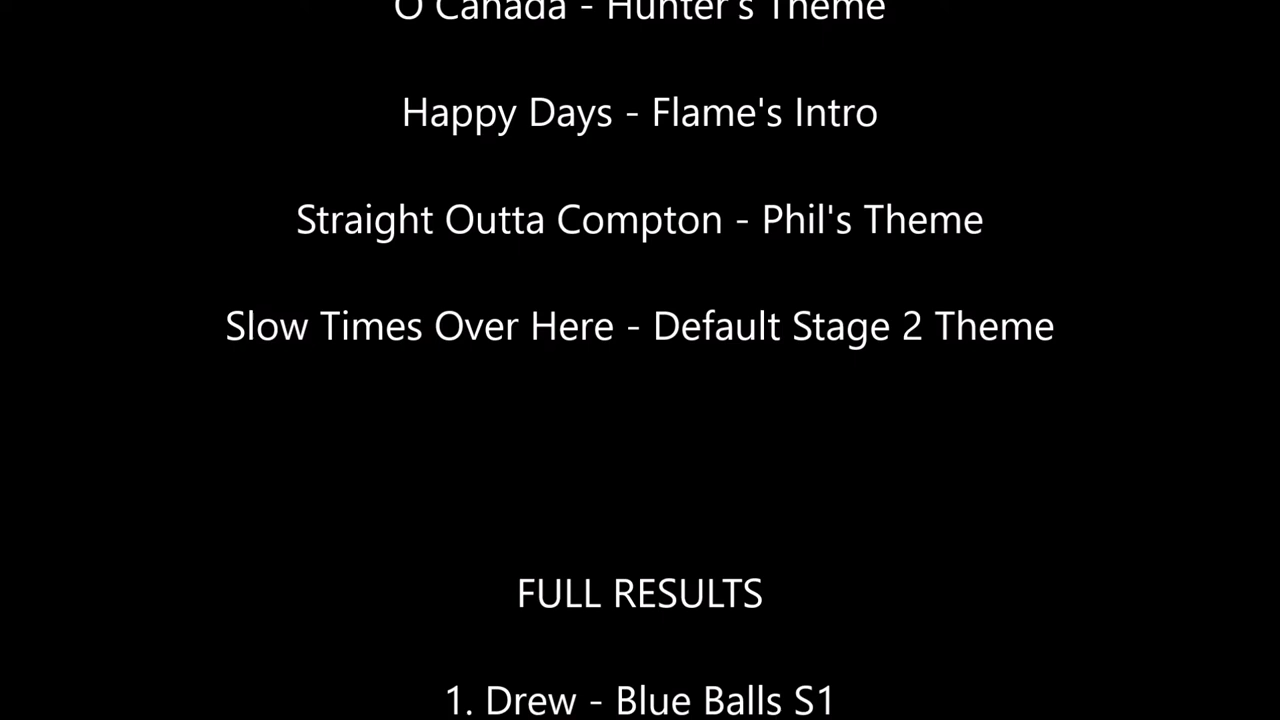 O Canada - Hunter's Theme
Happy Days - Flame's Intro
Straight Outta Compton - Phil's Theme
Slow Times Over Here - Default Stage 2 Theme
FULL RESULTS
1. Drew - Blue Balls S1